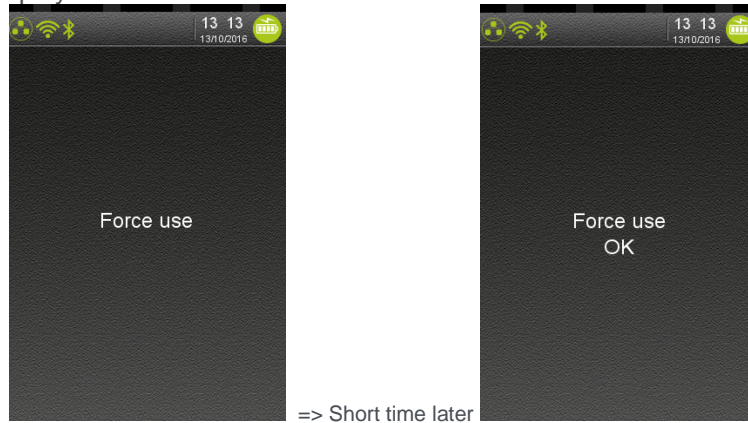 13 13
13/10/2016
Force use
=> Short time later
13 13
13/10/2016
Force use
OK